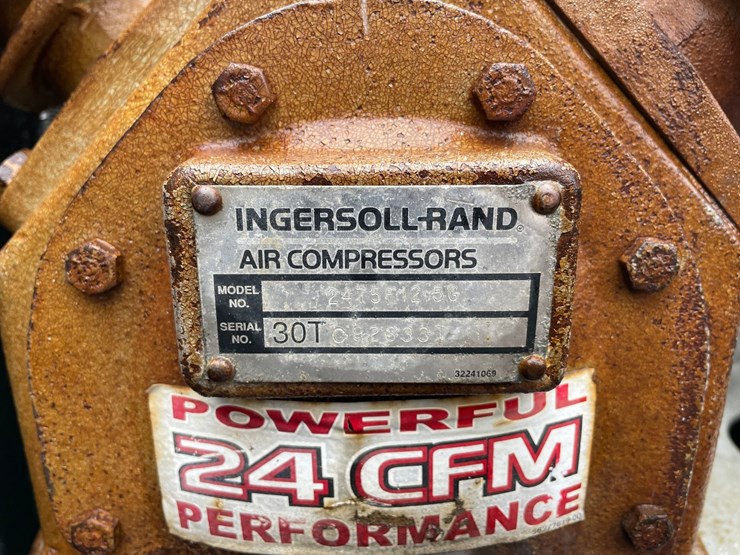 INGERSOLL-RAND®
AIR COMPRESSORS
MODEL NO.
SERIAL NO. 30T
32241069
POWERFUL
24 CFM
PERFORMANCE